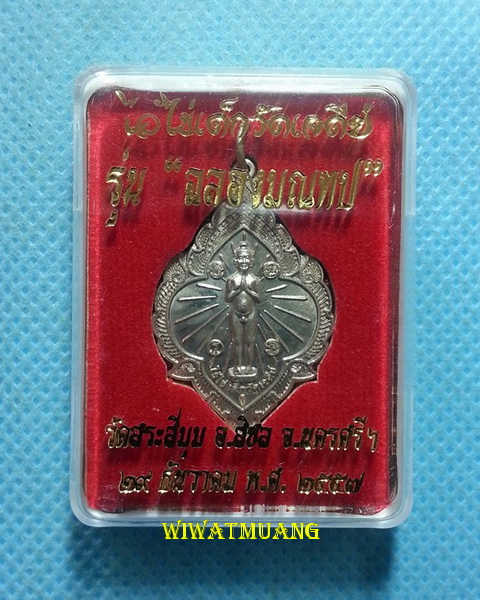 ไอ้ไข่เด็กวัดเจดีย์
รุ่น “ฉลองมณฑป”
วัดสระสี่มุม อ.สิชล จ.นครศรีฯ
๒๙ ธันวาคม พ.ศ. ๒๕๕๗
WIWATMUANG